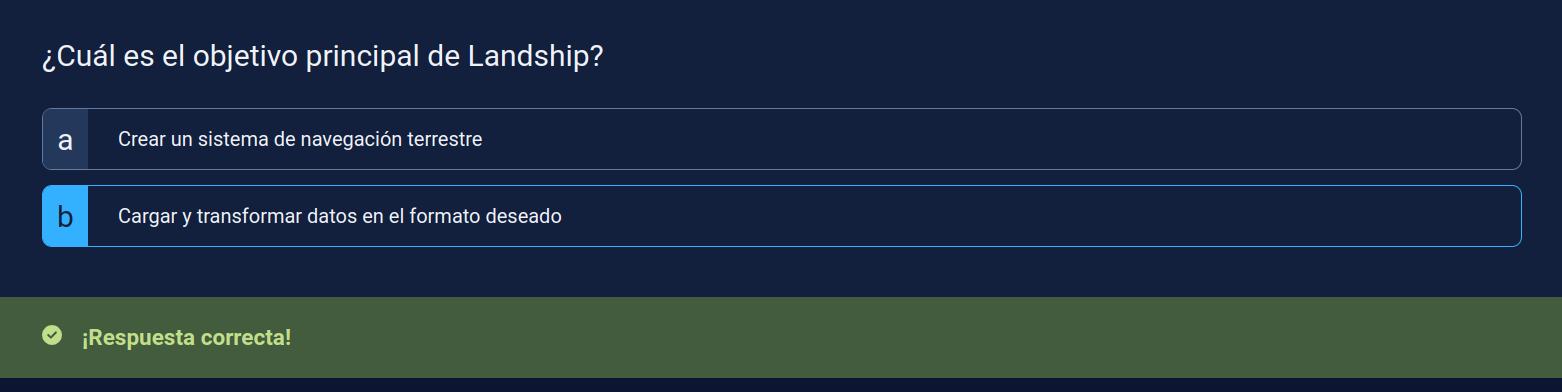 ¿Cuál es el objetivo principal de Landship?
a Crear un sistema de navegación terrestre
b Cargar y transformar datos en el formato deseado
¡Respuesta correcta!